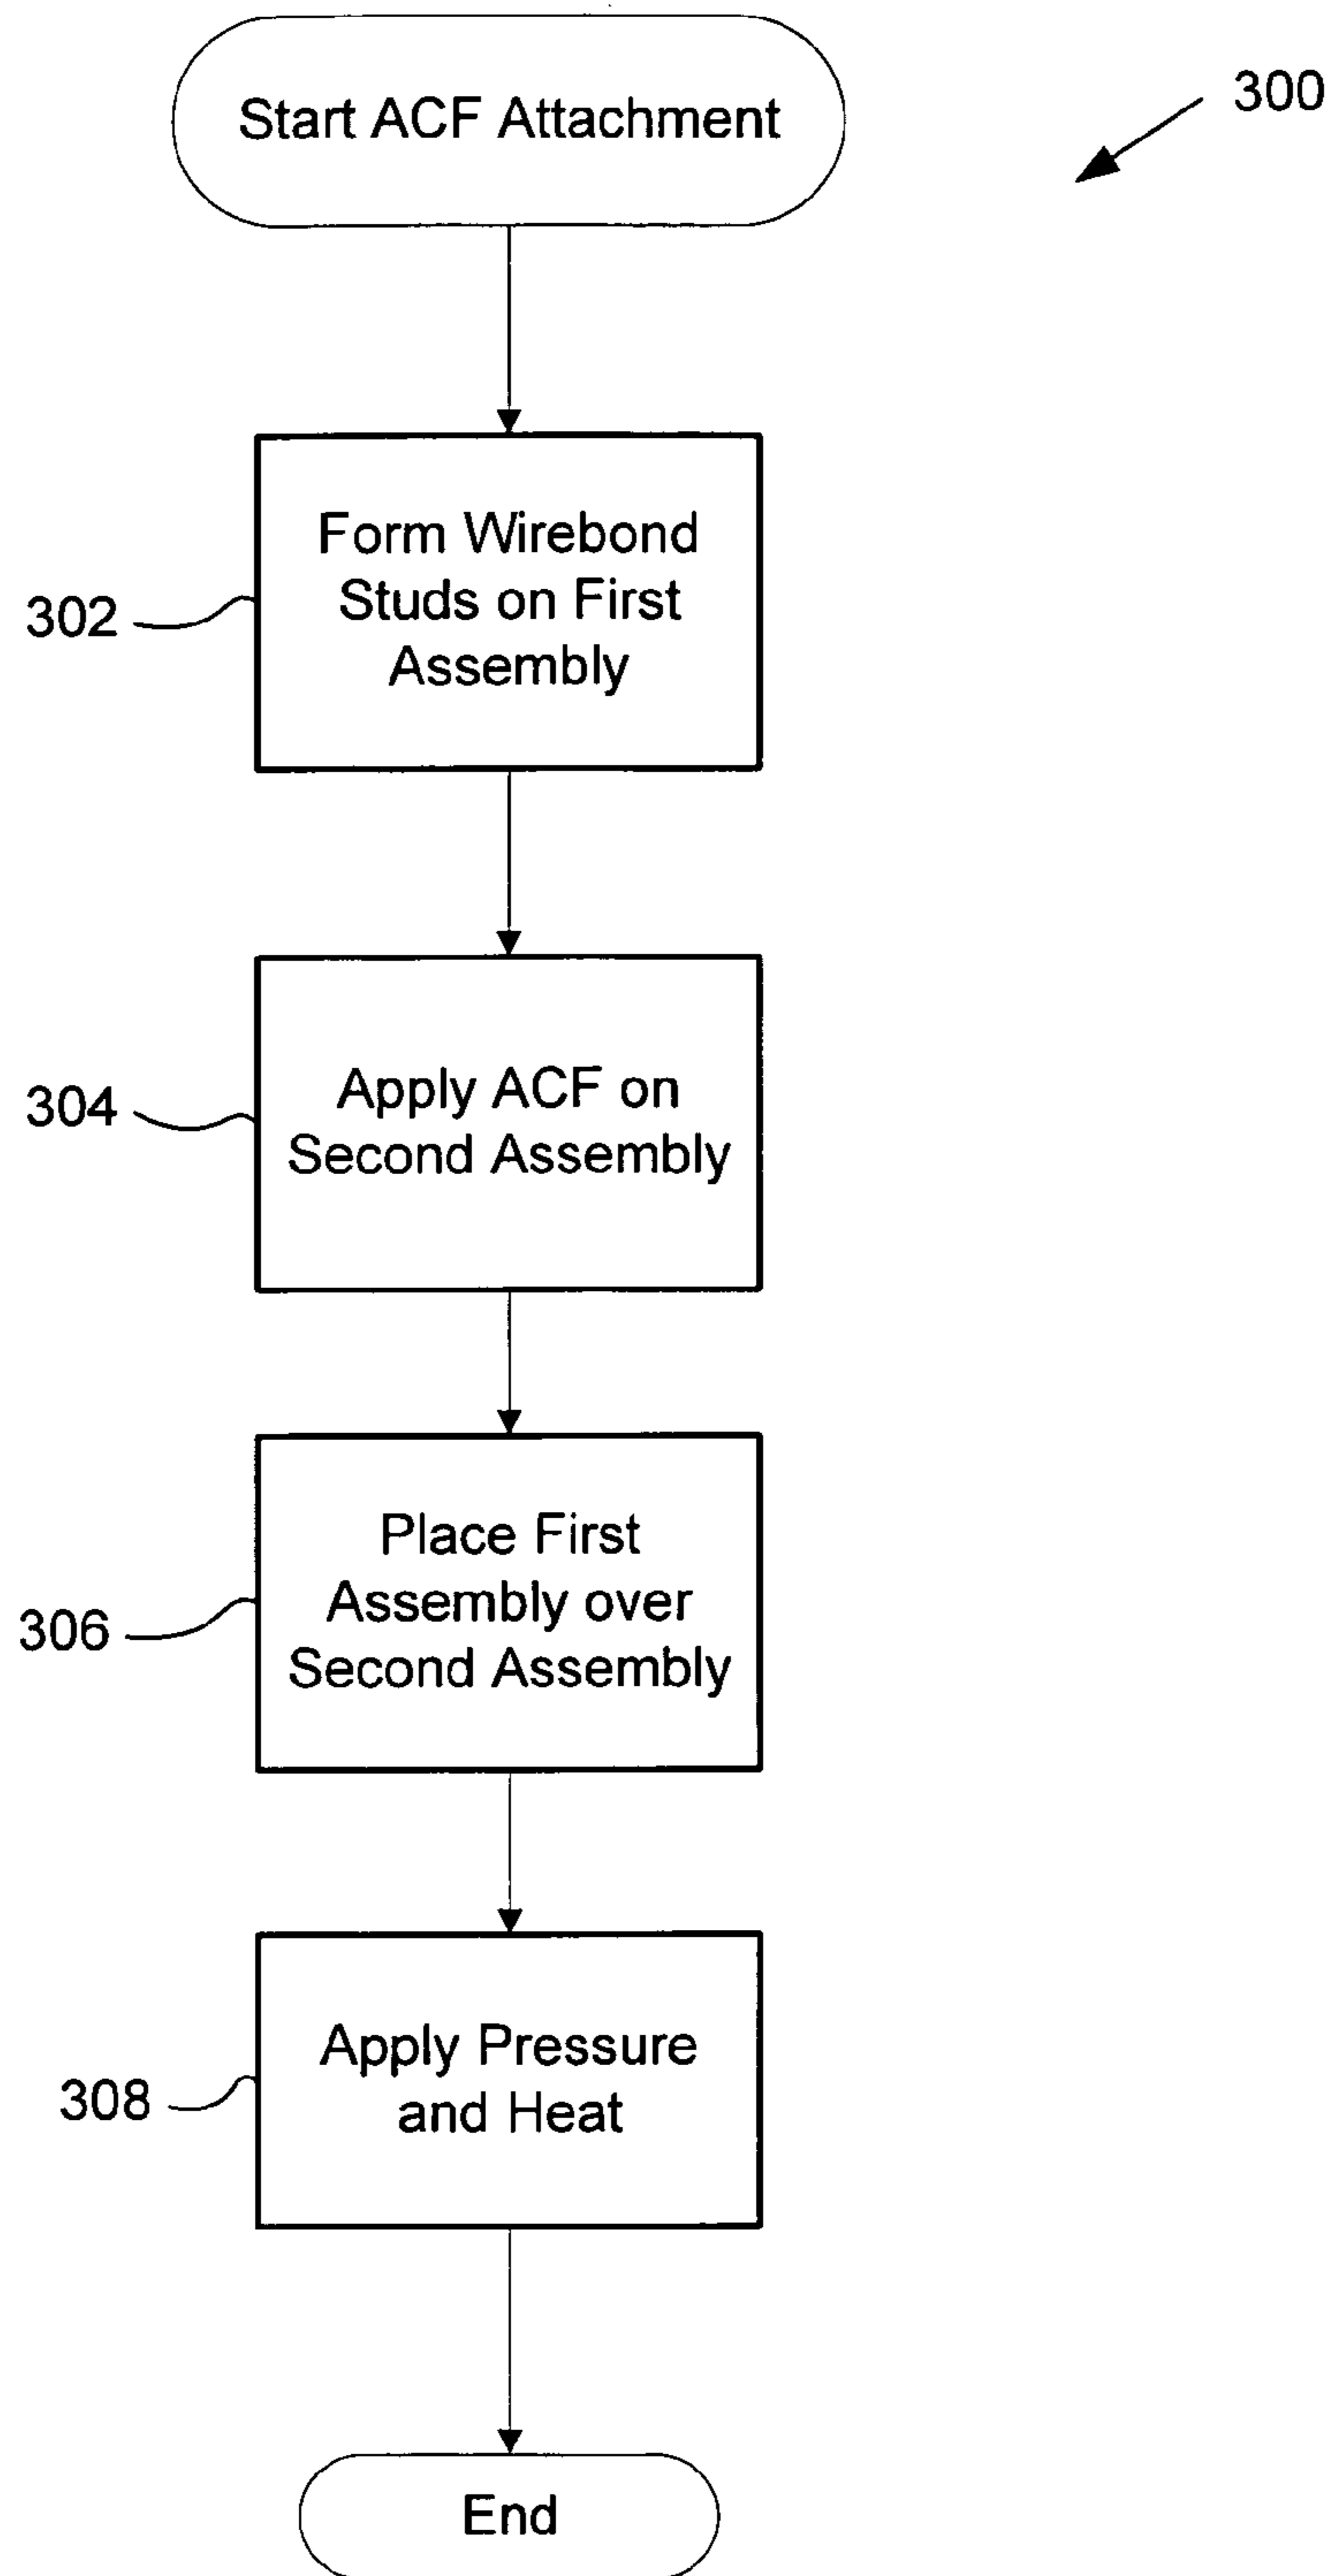 Start ACF Attachment
300
Form Wirebond
Studs on First
Assembly
302
Apply ACF on
Second Assembly
304
Place First
Assembly over
Second Assembly
306
Apply Pressure
and Heat
308
End